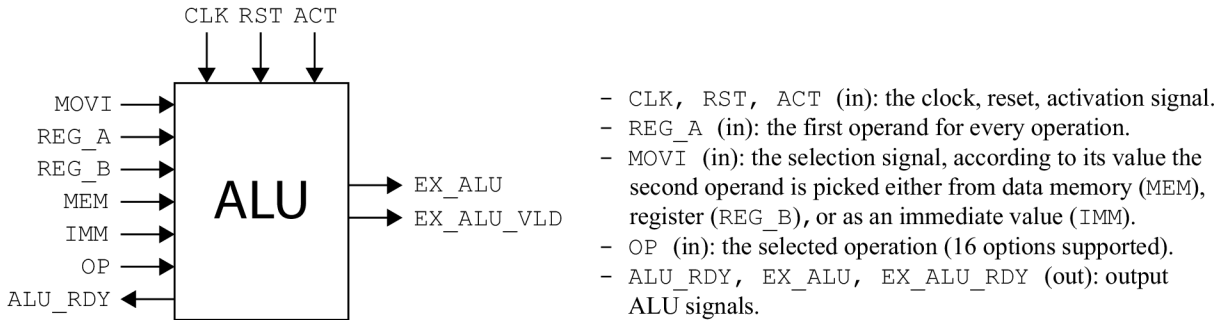 CLK RST ACT
MOVI
REG_A
REG_B
MEM
IMM
OP
ALU_RDY
ALU
EX_ALU
EX_ALU_VLD
- CLK, RST, ACT (in): the clock, reset, activation signal.
- REG_A (in): the first operand for every operation.
- MOVI (in): the selection signal, according to its value the
second operand is picked either from data memory (MEM),
register (REG_B), or as an immediate value (IMM).
- OP (in): the selected operation (16 options supported).
- ALU_RDY, EX_ALU, EX_ALU_RDY (out): output
ALU signals.